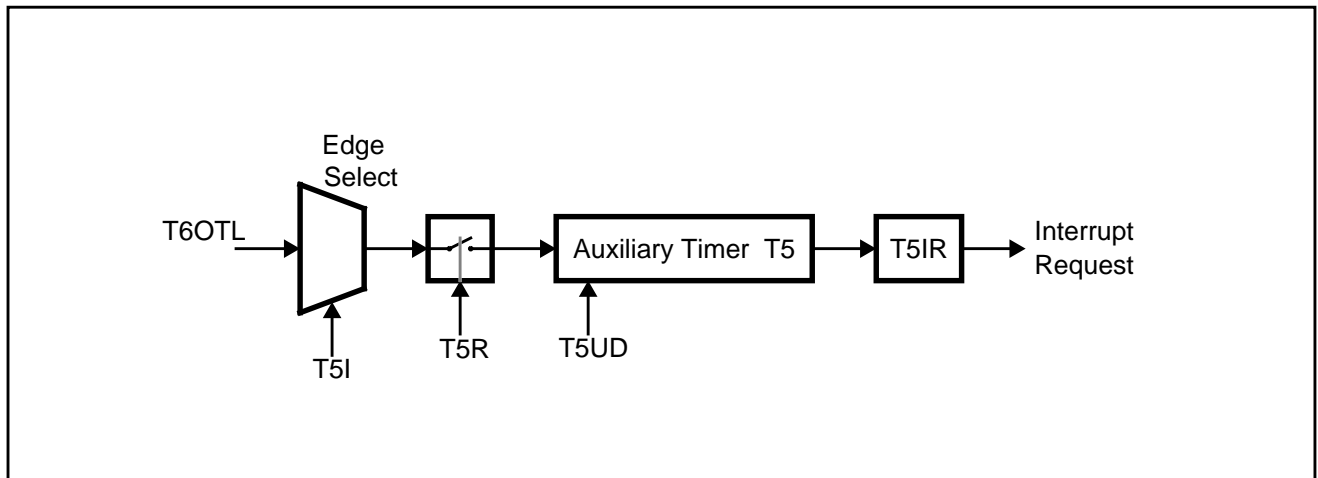 Edge
Select
T6OTL
Auxiliary Timer T5
T5IR
Interrupt
Request
T5I
T5R
T5UD